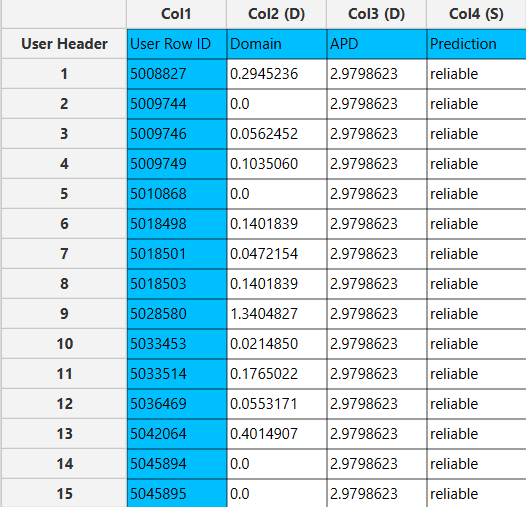 Col1 Col2 (D) Col3 (D) Col4 (S)
User Header User Row ID Domain APD Prediction
1 5008827 0.2945236 2.9798623 reliable
2 5009744 0.0 2.9798623 reliable
3 5009746 0.0562452 2.9798623 reliable
4 5009749 0.1035060 2.9798623 reliable
5 5010868 0.0 2.9798623 reliable
6 5018498 0.1401839 2.9798623 reliable
7 5018501 0.0472154 2.9798623 reliable
8 5018503 0.1401839 2.9798623 reliable
9 5028580 1.3404827 2.9798623 reliable
10 5033453 0.0214850 2.9798623 reliable
11 5033514 0.1765022 2.9798623 reliable
12 5036469 0.0553171 2.9798623 reliable
13 5042064 0.4014907 2.9798623 reliable
14 5045894 0.0 2.9798623 reliable
15 5045895 0.0 2.9798623 reliable